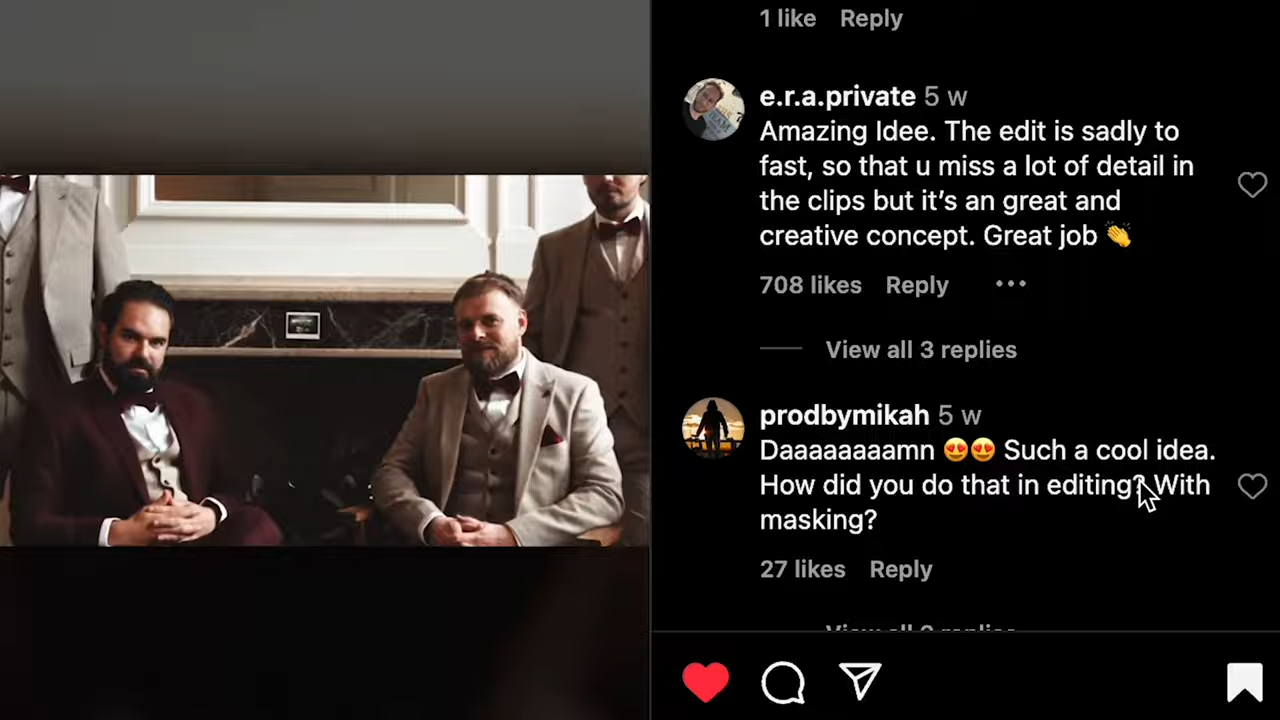 1 like Reply
e.r.a.private 5 w
Amazing Idee. The edit is sadly to
fast, so that u miss a lot of detail in
the clips but it’s an great and
creative concept. Great job 👏
708 likes Reply •••
View all 3 replies
prodbymikah 5 w
Daaaaaaaamn 😍😍 Such a cool idea.
How did you do that in editing? With
masking?
27 likes Reply